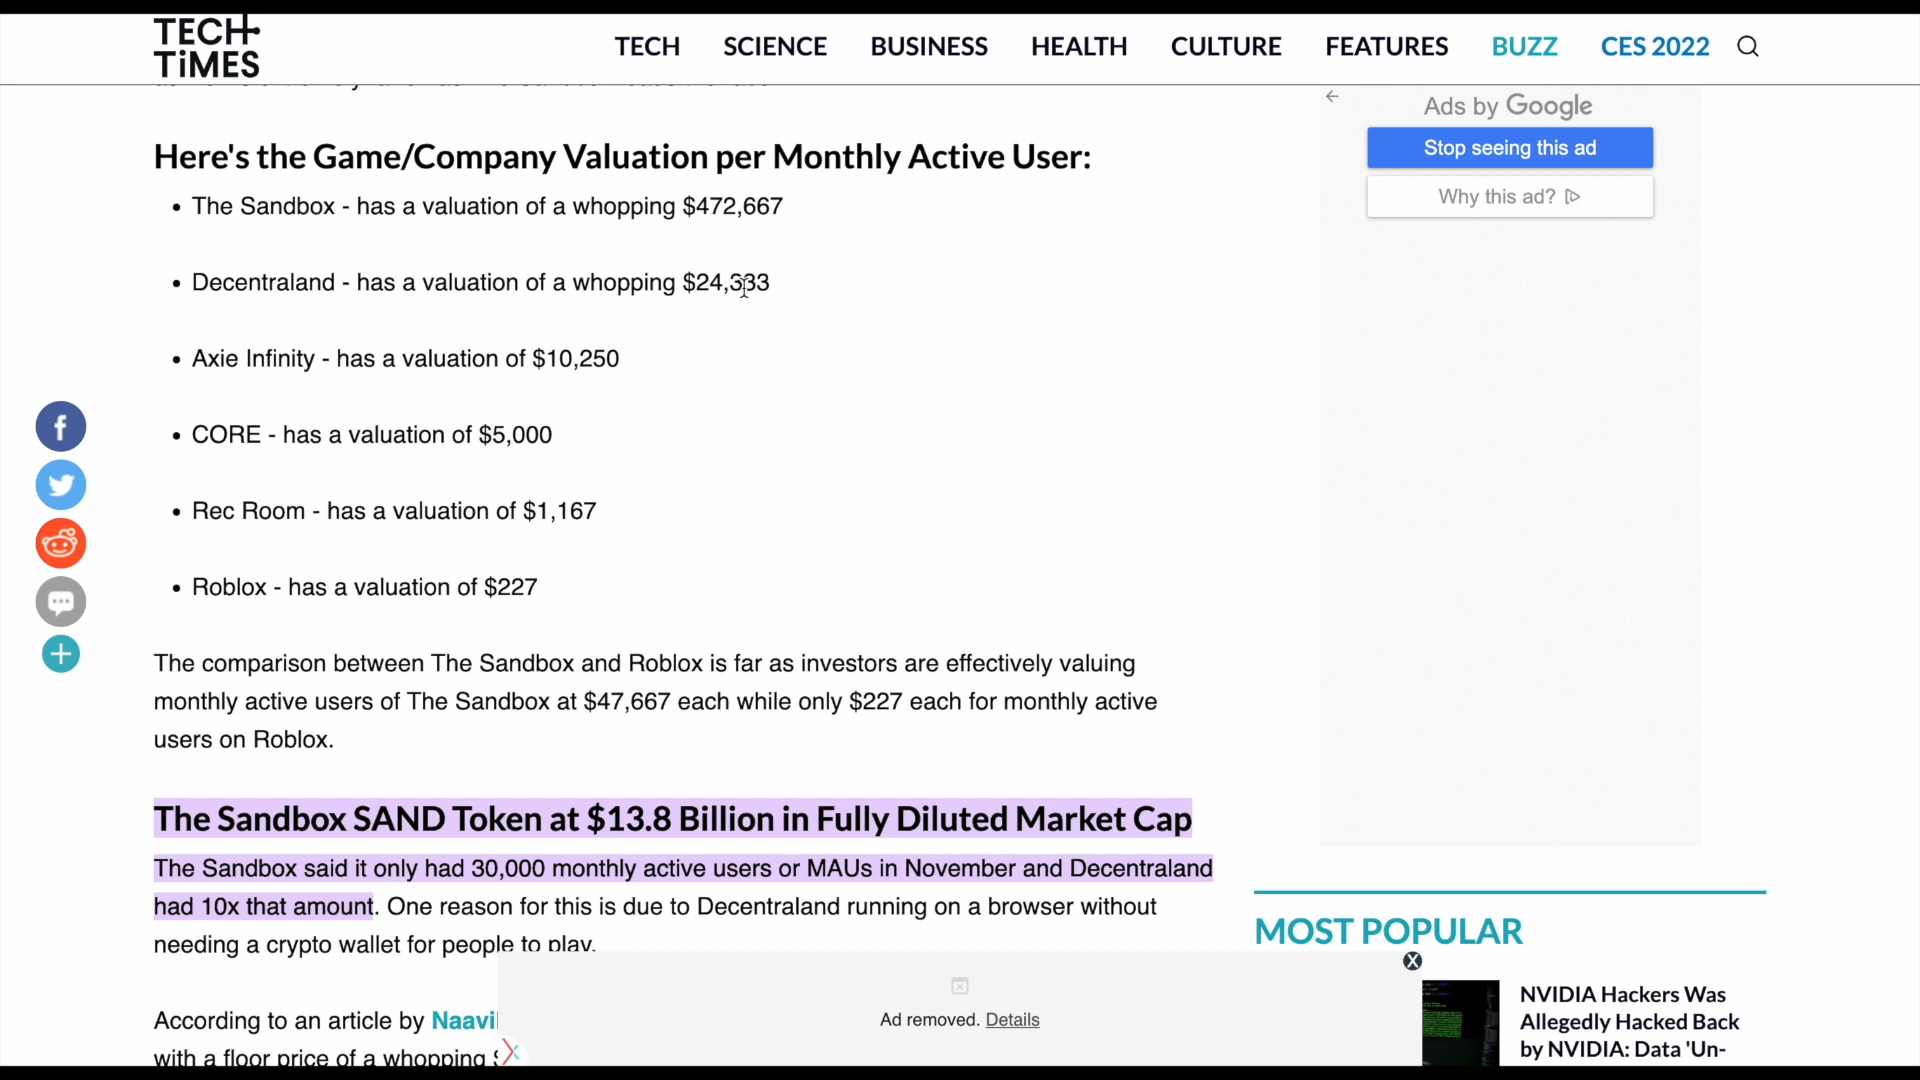 TECH TiMES
TECH SCIENCE BUSINESS HEALTH CULTURE FEATURES BUZZ CES 2022
Here's the Game/Company Valuation per Monthly Active User:
• The Sandbox - has a valuation of a whopping $472,667
• Decentraland - has a valuation of a whopping $24,333
• Axie Infinity - has a valuation of $10,250
• CORE - has a valuation of $5,000
• Rec Room - has a valuation of $1,167
• Roblox - has a valuation of $227
The comparison between The Sandbox and Roblox is far as investors are effectively valuing
monthly active users of The Sandbox at $47,667 each while only $227 each for monthly active
users on Roblox.
The Sandbox SAND Token at $13.8 Billion in Fully Diluted Market Cap
The Sandbox said it only had 30,000 monthly active users or MAUs in November and Decentraland
had 10x that amount. One reason for this is due to Decentraland running on a browser without
needing a crypto wallet for people to play.
According to an article by Naavi
with a floor price of a whopping
Ads by Google
Stop seeing this ad
Why this ad?
MOST POPULAR
NVIDIA Hackers Was
Allegedly Hacked Back
by NVIDIA: Data 'Un-
Ad removed. Details